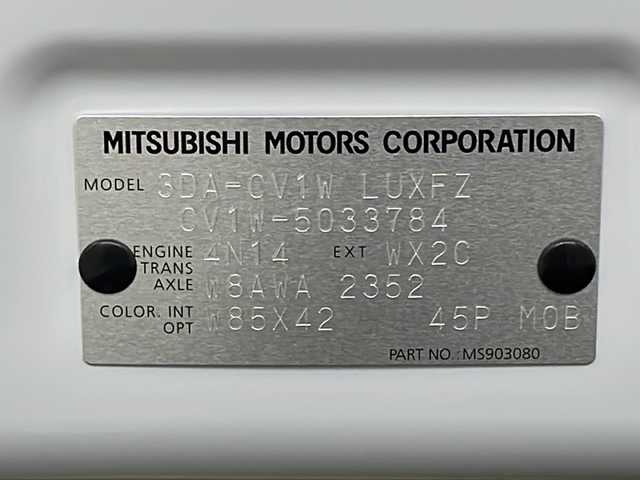 MITSUBISHI MOTORS CORPORATION
MODEL 3DA-CV1W LUXFZ
CV1W-5033784
ENGINE 4N14 EXT WX2C
TRANS
AXLE W8AWA 2352
COLOR. INT
OPT W85X42 45P MOB
PART NO.:MS903080